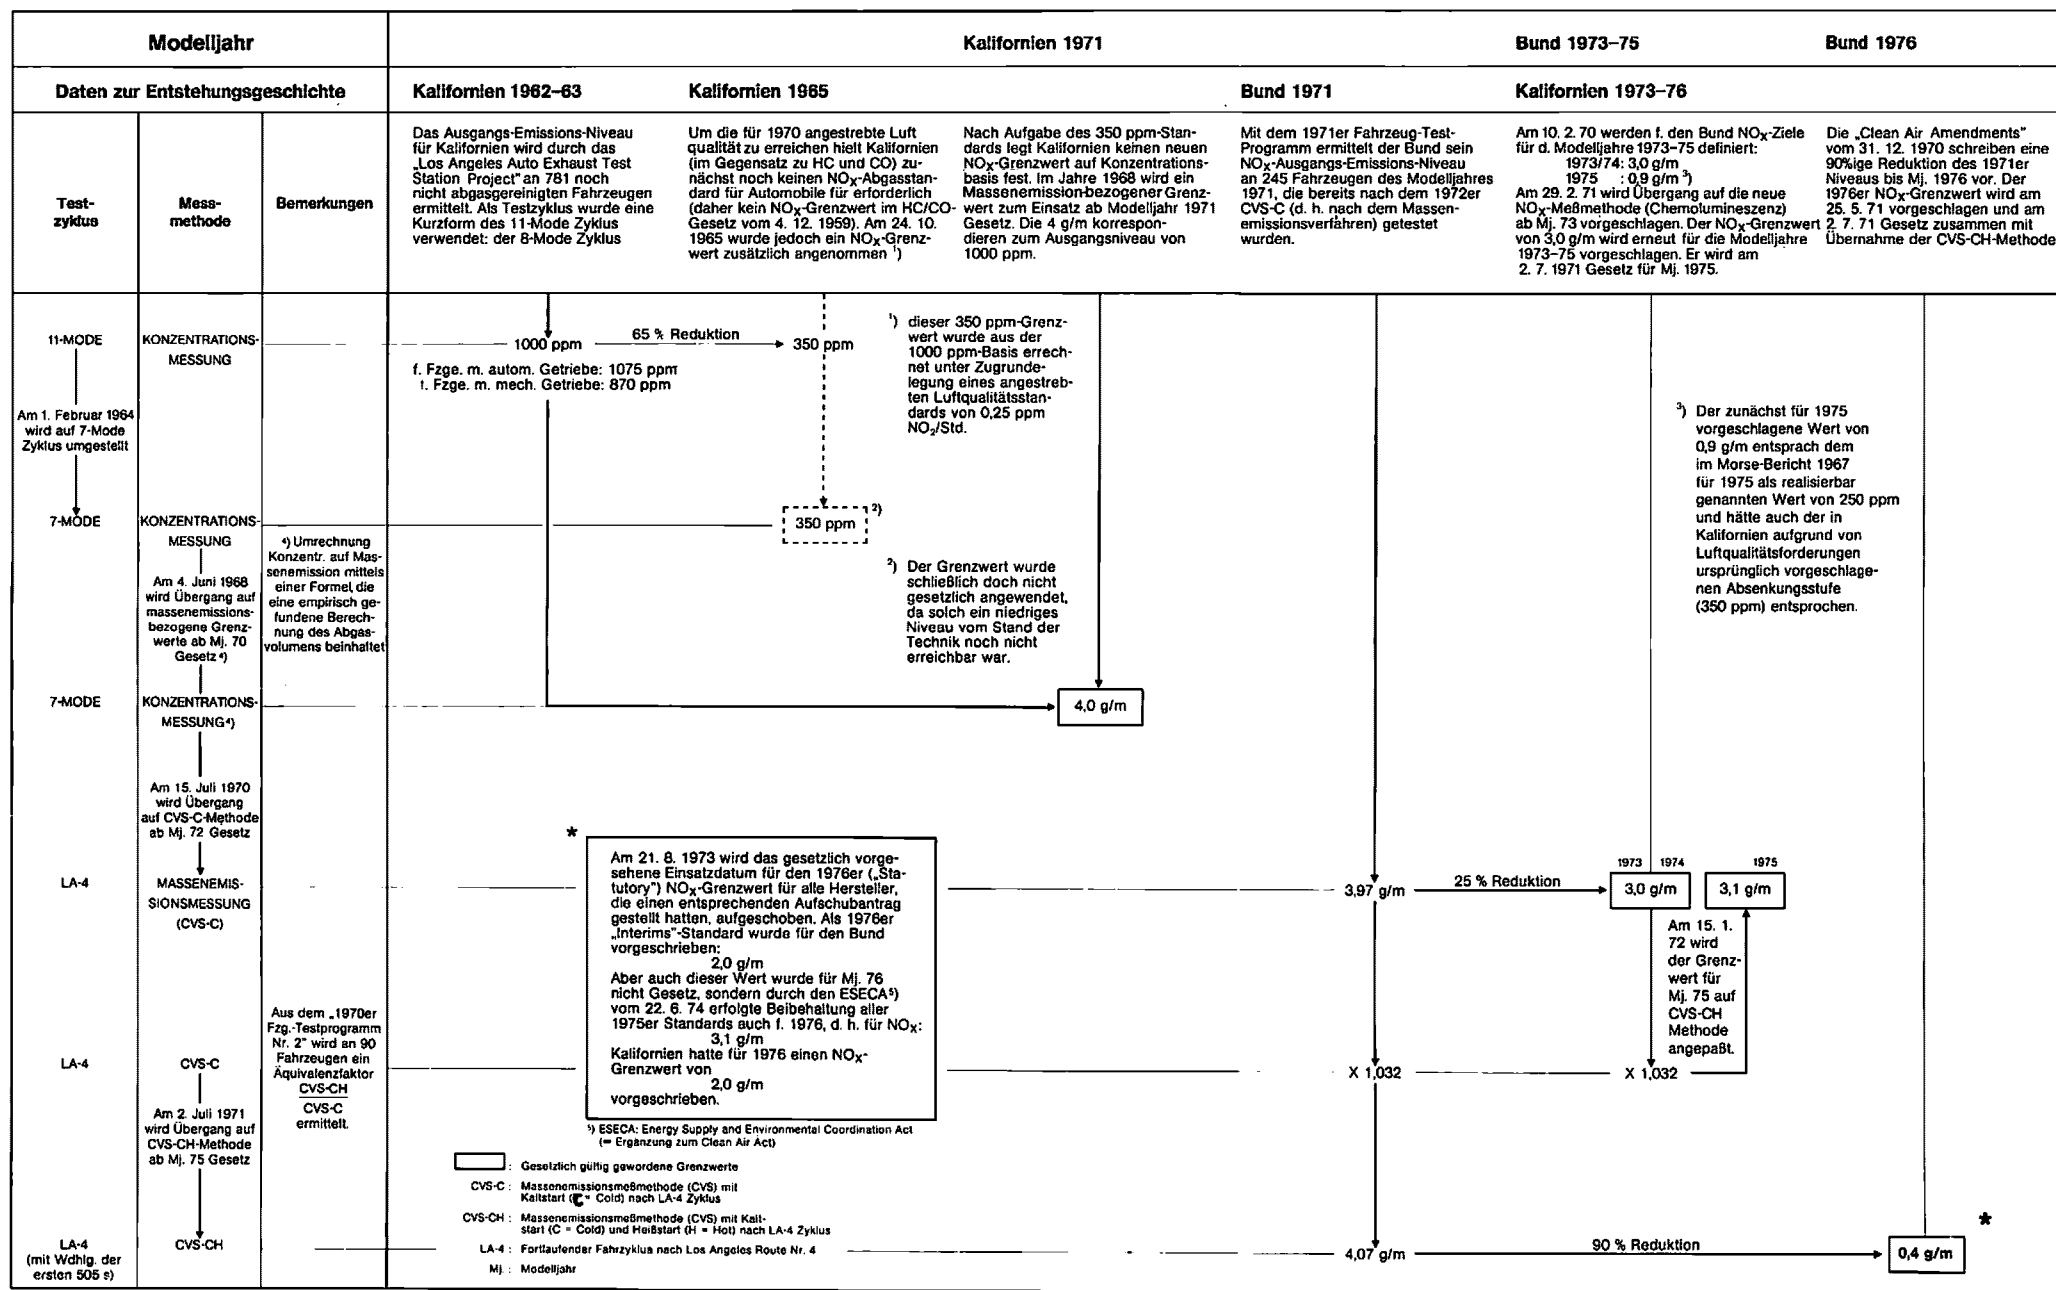 Modelljahr
Kalifornien 1971
Bund 1973–75
Bund 1976
Daten zur Entstehungsgeschichte
Kalifornien 1962–63
Kalifornien 1965
Bund 1971
Kalifornien 1973–76
Test-
zyklus
Mess-
methode
Bemerkungen
Das Ausgangs-Emissions-Niveau
für Kalifornien wird durch das
„Los Angeles Auto Exhaust Test
Station Project“ an 781 noch
nicht abgasgereinigten Fahrzeugen
ermittelt. Als Testzyklus wurde eine
Kurzform des 11-Mode Zyklus
verwendet: der 8-Mode Zyklus
Um die für 1970 angestrebte Luft
qualität zu erreichen hielt Kalifornien
(im Gegensatz zu HC und CO) zu-
nächst noch keinen NOX-Abgasstan-
dard für Automobile für erforderlich
(daher kein NOX-Grenzwert im HC/CO-
Gesetz vom 4. 12. 1959). Am 24. 10.
1965 wurde jedoch ein NOX-Grenz-
wert zusätzlich angenommen ¹)
Nach Aufgabe des 350 ppm-Stan-
dards legt Kalifornien keinen neuen
NOX-Grenzwert auf Konzentrations-
basis fest. Im Jahre 1968 wird ein
Massenemission-bezogener Grenz-
wert zum Einsatz ab Modelljahr 1971
Gesetz. Die 4 g/m korrespon-
dieren zum Ausgangsniveau von
1000 ppm.
Mit dem 1971er Fahrzeug-Test-
Programm ermittelt der Bund sein
NOX-Ausgangs-Emissions-Niveau
an 245 Fahrzeugen des Modelljahres
1971, die bereits nach dem 1972er
CVS-C (d. h. nach dem Massen-
emissionsverfahren) getestet
wurden.
Am 10. 2. 70 werden f. den Bund NOX-Ziele
für d. Modelljahre 1973-75 definiert:
1973/74: 3,0 g/m
1975 : 0,9 g/m ³)
Am 29. 2. 71 wird Übergang auf die neue
NOX-Meßmethode (Chemolumineszenz)
ab Mj. 73 vorgeschlagen. Der NOX-Grenzwert
von 3,0 g/m wird erneut für die Modelljahre
1973–75 vorgeschlagen. Er wird am
2. 7. 1971 Gesetz für Mj. 1975.
Die „Clean Air Amendments“
vom 31. 12. 1970 schreiben eine
90%ige Reduktion des 1971er
Niveaus bis Mj. 1976 vor. Der
1976er NOX-Grenzwert wird am
25. 5. 71 vorgeschlagen und am
2. 7. 71 Gesetz zusammen mit
Übernahme der CVS-CH-Methode
11-MODE
KONZENTRATIONS-
MESSUNG
1000 ppm
65 % Reduktion
350 ppm
f. Fzge. m. autom. Getriebe: 1075 ppm
f. Fzge. m. mech. Getriebe: 870 ppm
¹) dieser 350 ppm-Grenz-
wert wurde aus der
1000 ppm-Basis errech-
net unter Zugrunde-
legung eines angestreb-
ten Luftqualitätsstan-
dards von 0,25 ppm
NO2/Std.
Am 1. Februar 1964
wird auf 7-Mode
Zyklus umgestellt
³) Der zunächst für 1975
vorgeschlagene Wert von
0,9 g/m entsprach dem
im Morse-Bericht 1967
für 1975 als realisierbar
genannten Wert von 250 ppm
und hätte auch der in
Kalifornien aufgrund von
Luftqualitätsforderungen
ursprünglich vorgeschlage-
nen Absenkungsstufe
(350 ppm) entsprochen.
7-MODE
KONZENTRATIONS-
MESSUNG
350 ppm ²)
Am 4. Juni 1968
wird Übergang auf
massenemissions-
bezogene Grenz-
werte ab Mj. 70
Gesetz ⁴)
⁴) Umrechnung
Konzentr. auf Mas-
senemission mittels
einer Formel, die
eine empirisch ge-
fundene Berech-
nung des Abgas-
volumens beinhaltet
²) Der Grenzwert wurde
schließlich doch nicht
gesetzlich angewendet,
da solch ein niedriges
Niveau vom Stand der
Technik noch nicht
erreichbar war.
7-MODE
KONZENTRATIONS-
MESSUNG⁴)
4,0 g/m
Am 15. Juli 1970
wird Übergang
auf CVS-C-Methode
ab Mj. 72 Gesetz
*
Am 21. 8. 1973 wird das gesetzlich vorge-
sehene Einsatzdatum für den 1976er („Sta-
tutory“) NOX-Grenzwert für alle Hersteller,
die einen entsprechenden Aufschubantrag
gestellt hatten, aufgeschoben. Als 1976er
„Interims“-Standard wurde für den Bund
vorgeschrieben:
2,0 g/m
Aber auch dieser Wert wurde für Mj. 76
nicht Gesetz, sondern durch den ESECA⁵)
vom 22. 6. 74 erfolgte Beibehaltung aller
1975er Standards auch f. 1976, d. h. für NOX:
3,1 g/m
Kalifornien hatte für 1976 einen NOX-
Grenzwert von
2,0 g/m
vorgeschrieben.
⁵) ESECA: Energy Supply and Environmental Coordination Act
(= Ergänzung zum Clean Air Act)
LA-4
MASSENEMIS-
SIONSMESSUNG
(CVS-C)
3,97 g/m
25 % Reduktion
1973 1974
3,0 g/m
1975
3,1 g/m
Am 15. 1.
72 wird
der Grenz-
wert für
Mj. 75 auf
CVS-CH
Methode
angepaßt.
Aus dem „1970er
Fzg.-Testprogramm
Nr. 2“ wird an 90
Fahrzeugen ein
Äquivalenzfaktor
CVS-CH
CVS-C
ermittelt.
LA-4
CVS-C
X 1,032
X 1,032
Am 2. Juli 1971
wird Übergang auf
CVS-CH-Methode
ab Mj. 75 Gesetz
: Gesetzlich gültig gewordene Grenzwerte
CVS-C : Massenemissionsmeßmethode (CVS) mit
Kaltstart (C = Cold) nach LA-4 Zyklus
CVS-CH : Massenemissionsmeßmethode (CVS) mit Kalt-
start (C = Cold) und Heißstart (H = Hot) nach LA-4 Zyklus
LA-4 : Fortlaufender Fahrzyklus nach Los Angeles Route Nr. 4
Mj. : Modelljahr
LA-4
(mit Wdhlg. der
ersten 505 s)
CVS-CH
4,07 g/m
90 % Reduktion
0,4 g/m
*